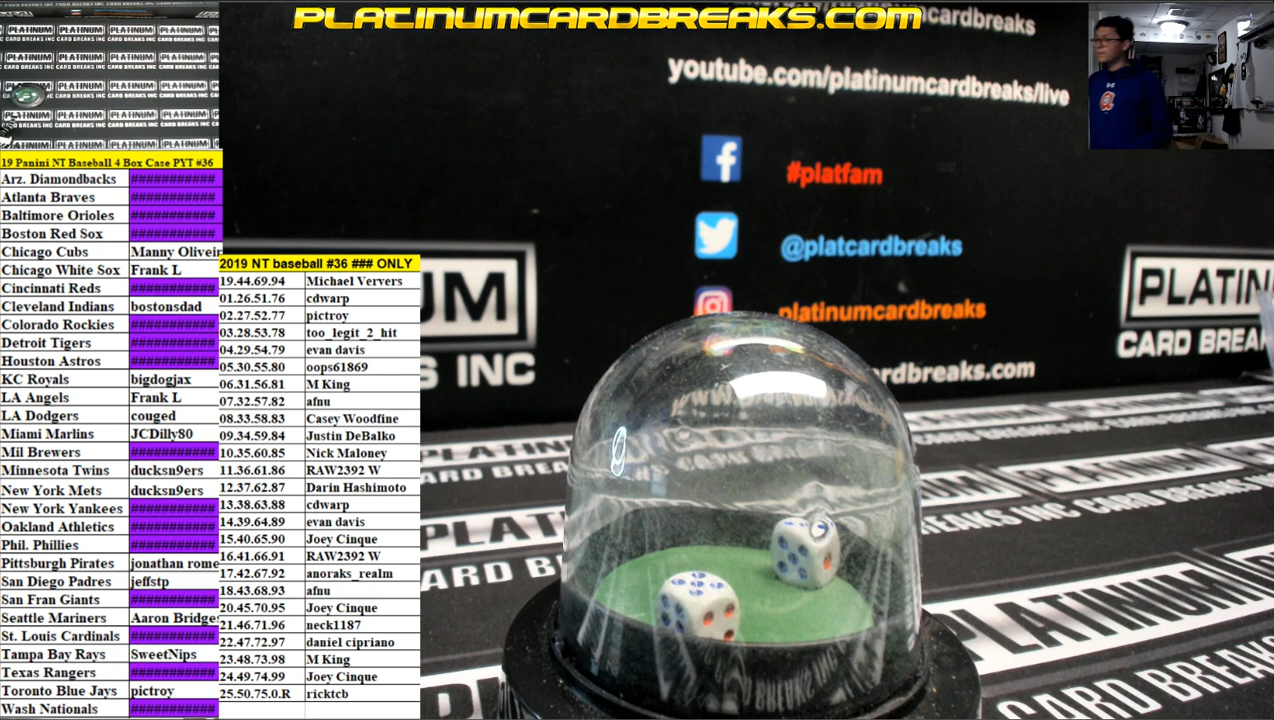 PLATINUMCARDBREAKS.COM
youtube.com/platinumcardbreaks/live
#platfam
@platcardbreaks
platinumcardbreaks
cardbreaks.com
PLATINUM
CARD BREAKS INC
19 Panini NT Baseball 4 Box Case PYT #36
Arz. Diamondbacks ###########
Atlanta Braves ###########
Baltimore Orioles ###########
Boston Red Sox ###########
Chicago Cubs Manny Oliveir
Chicago White Sox Frank L
Cincinnati Reds ###########
Cleveland Indians bostonsdad
Colorado Rockies ###########
Detroit Tigers ###########
Houston Astros ###########
KC Royals bigdogjax
LA Angels Frank L
LA Dodgers couged
Miami Marlins JCDilly80
Mil Brewers ###########
Minnesota Twins ducksn9ers
New York Mets ducksn9ers
New York Yankees ###########
Oakland Athletics ###########
Phil. Phillies ###########
Pittsburgh Pirates jonathan rome
San Diego Padres jeffstp
San Fran Giants ###########
Seattle Mariners Aaron Bridge
St. Louis Cardinals ###########
Tampa Bay Rays SweetNips
Texas Rangers ###########
Toronto Blue Jays pictroy
Wash Nationals ###########
2019 NT baseball #36 ### ONLY
19.44.69.94 Michael Ververs
01.26.51.76 cdwarp
02.27.52.77 pictroy
03.28.53.78 too_legit_2_hit
04.29.54.79 evan davis
05.30.55.80 oops61869
06.31.56.81 M King
07.32.57.82 afnu
08.33.58.83 Casey Woodfine
09.34.59.84 Justin DeBalko
10.35.60.85 Nick Maloney
11.36.61.86 RAW2392 W
12.37.62.87 Darin Hashimoto
13.38.63.88 cdwarp
14.39.64.89 evan davis
15.40.65.90 Joey Cinque
16.41.66.91 RAW2392 W
17.42.67.92 anoraks_realm
18.43.68.93 afnu
20.45.70.95 Joey Cinque
21.46.71.96 neck1187
22.47.72.97 daniel cipriano
23.48.73.98 M King
24.49.74.99 Joey Cinque
25.50.75.0.R ricktcb